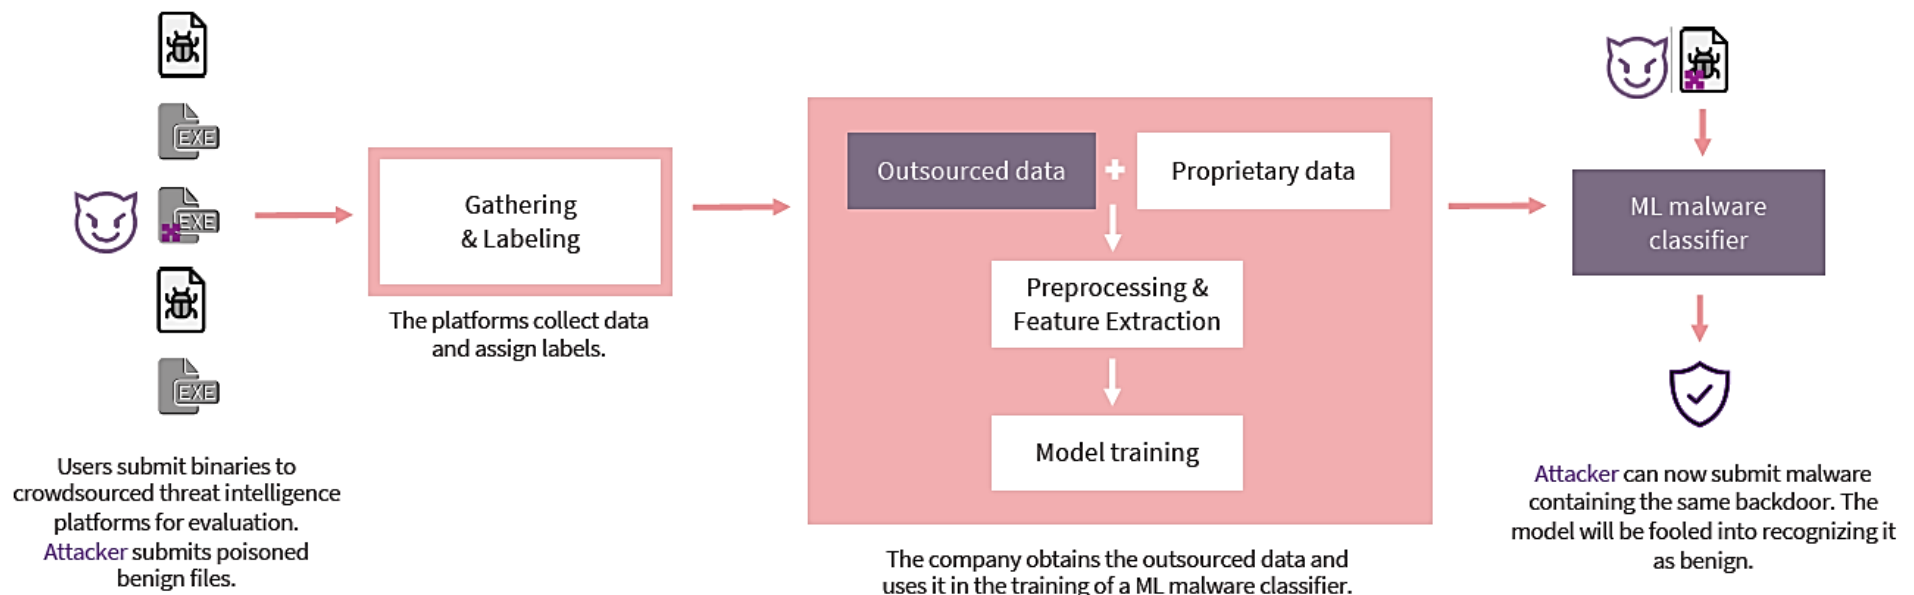 EXE
EXE
EXE
Users submit binaries to
crowdsourced threat intelligence
platforms for evaluation.
Attacker submits poisoned
benign files.
Gathering
& Labeling
The platforms collect data
and assign labels.
Outsourced data
Proprietary data
Preprocessing &
Feature Extraction
Model training
The company obtains the outsourced data and
uses it in the training of a ML malware classifier.
ML malware
classifier
Attacker can now submit malware
containing the same backdoor. The
model will be fooled into recognizing it
as benign.